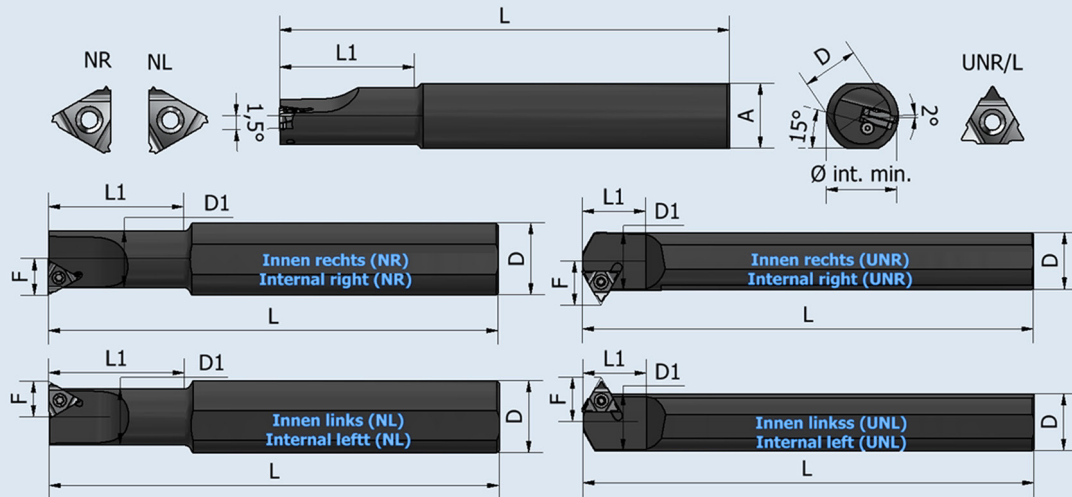 L
NR
NL
L1
1,5°
A
D
15°
2°
Ø int. min.
UNR/L
L1
D1
F
Innen rechts (NR)
Internal right (NR)
D
L
L1
D1
F
Innen rechts (UNR)
Internal right (UNR)
D
L
L1
D1
F
Innen links (NL)
Internal leftt (NL)
D
L
L1
D1
F
Innen linkss (UNL)
Internal left (UNL)
D
L